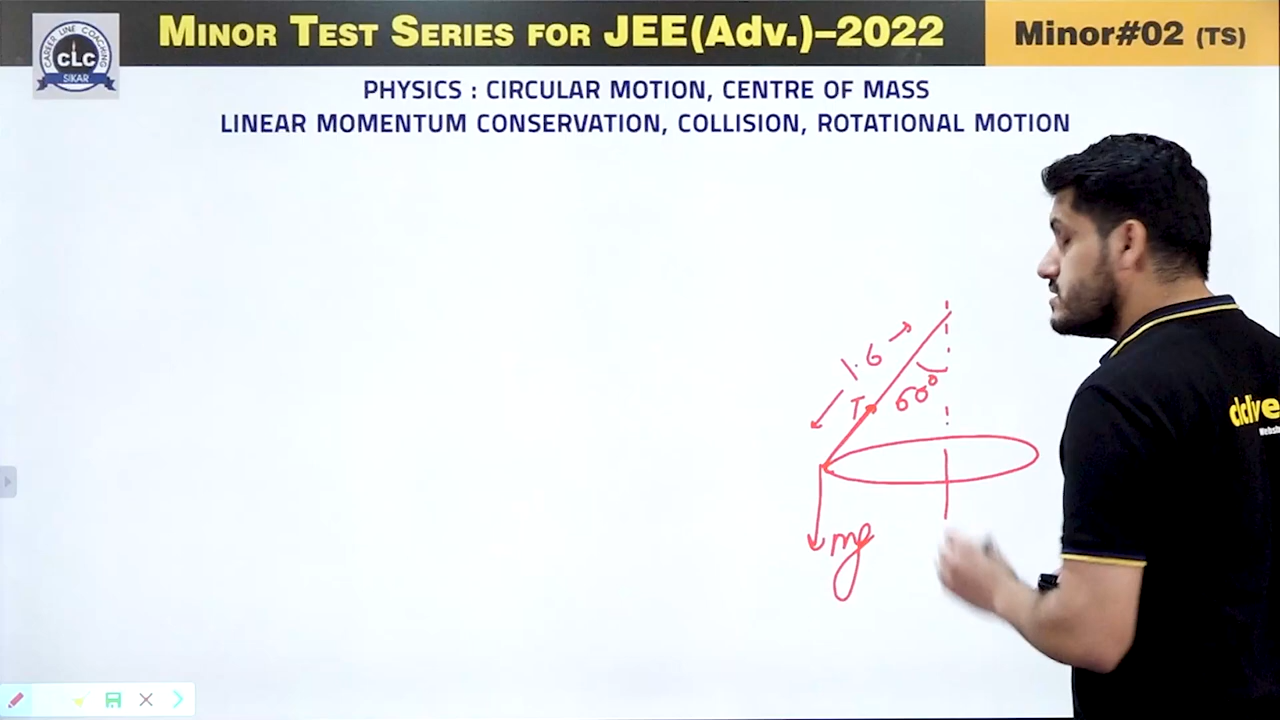 MINOR TEST SERIES FOR JEE(Adv.)–2022
Minor#02 (TS)
CAREER LINE COACHING
CLC
SIKAR
PHYSICS : CIRCULAR MOTION, CENTRE OF MASS
LINEAR MOMENTUM CONSERVATION, COLLISION, ROTATIONAL MOTION
1.6
T
60°
mg
clclive